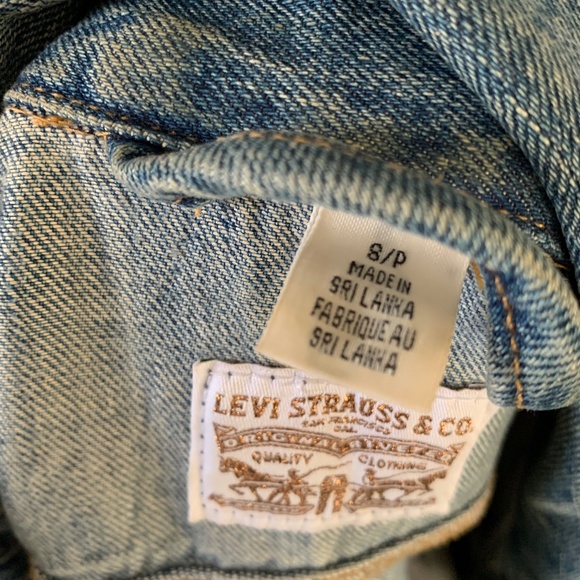 S/P
MADE IN
SRI LANKA
FABRIQUE AU
SRI LANKA
LEVI STRAUSS & CO.
SAN FRANCISCO
CAL.
QUALITY CLOTHING